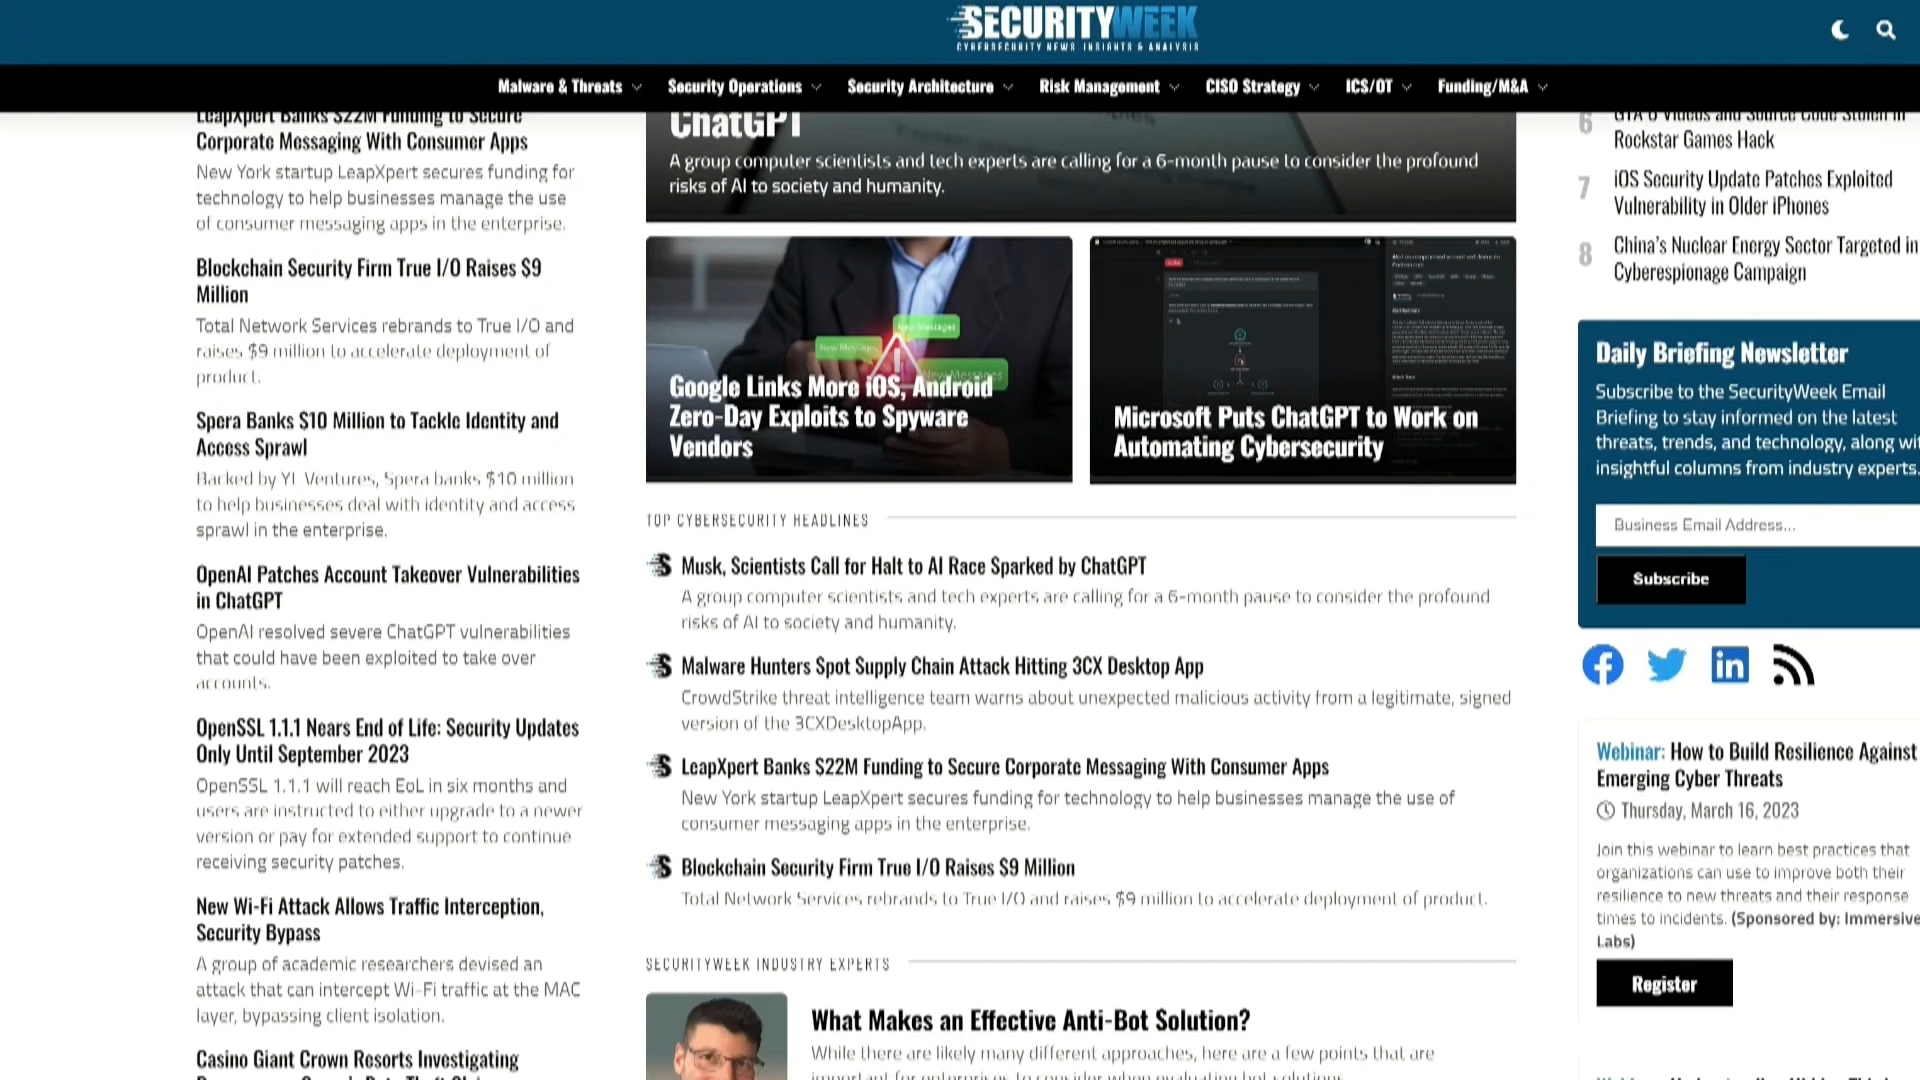 SECURITYWEEK
CYBERSECURITY NEWS INSIGHTS & ANALYSIS
Malware & Threats
Security Operations
Security Architecture
Risk Management
CISO Strategy
ICS/OT
Funding/M&A
LeapXpert Banks $22M Funding to Secure
Corporate Messaging With Consumer Apps
New York startup LeapXpert secures funding for
technology to help businesses manage the use
of consumer messaging apps in the enterprise.
Blockchain Security Firm True I/O Raises $9
Million
Total Network Services rebrands to True I/O and
raises $9 million to accelerate deployment of
product.
Spera Banks $10 Million to Tackle Identity and
Access Sprawl
Backed by YL Ventures, Spera banks $10 million
to help businesses deal with identity and access
sprawl in the enterprise.
OpenAI Patches Account Takeover Vulnerabilities
in ChatGPT
OpenAI resolved severe ChatGPT vulnerabilities
that could have been exploited to take over
accounts.
OpenSSL 1.1.1 Nears End of Life: Security Updates
Only Until September 2023
OpenSSL 1.1.1 will reach EoL in six months and
users are instructed to either upgrade to a newer
version or pay for extended support to continue
receiving security patches.
New Wi-Fi Attack Allows Traffic Interception,
Security Bypass
A group of academic researchers devised an
attack that can intercept Wi-Fi traffic at the MAC
layer, bypassing client isolation.
Casino Giant Crown Resorts Investigating
ChatGPT
A group computer scientists and tech experts are calling for a 6-month pause to consider the profound
risks of AI to society and humanity.
New Messages
New Messages
New Messages
Google Links More iOS, Android
Zero-Day Exploits to Spyware
Vendors
Microsoft Puts ChatGPT to Work on
Automating Cybersecurity
TOP CYBERSECURITY HEADLINES
Musk, Scientists Call for Halt to AI Race Sparked by ChatGPT
A group computer scientists and tech experts are calling for a 6-month pause to consider the profound
risks of AI to society and humanity.
Malware Hunters Spot Supply Chain Attack Hitting 3CX Desktop App
CrowdStrike threat intelligence team warns about unexpected malicious activity from a legitimate, signed
version of the 3CXDesktopApp.
LeapXpert Banks $22M Funding to Secure Corporate Messaging With Consumer Apps
New York startup LeapXpert secures funding for technology to help businesses manage the use of
consumer messaging apps in the enterprise.
Blockchain Security Firm True I/O Raises $9 Million
Total Network Services rebrands to True I/O and raises $9 million to accelerate deployment of product.
SECURITYWEEK INDUSTRY EXPERTS
What Makes an Effective Anti-Bot Solution?
While there are likely many different approaches, here are a few points that are
important for enterprises to consider when evaluating bot solutions.
6 GTA 6 Videos and Source Code Stolen in
Rockstar Games Hack
7 iOS Security Update Patches Exploited
Vulnerability in Older iPhones
8 China's Nuclear Energy Sector Targeted in
Cyberespionage Campaign
Daily Briefing Newsletter
Subscribe to the SecurityWeek Email
Briefing to stay informed on the latest
threats, trends, and technology, along wi
insightful columns from industry experts.
Business Email Address...
Subscribe
Webinar: How to Build Resilience Against
Emerging Cyber Threats
Thursday, March 16, 2023
Join this webinar to learn best practices that
organizations can use to improve both their
resilience to new threats and their response
times to incidents. (Sponsored by: Immersive
Labs)
Register